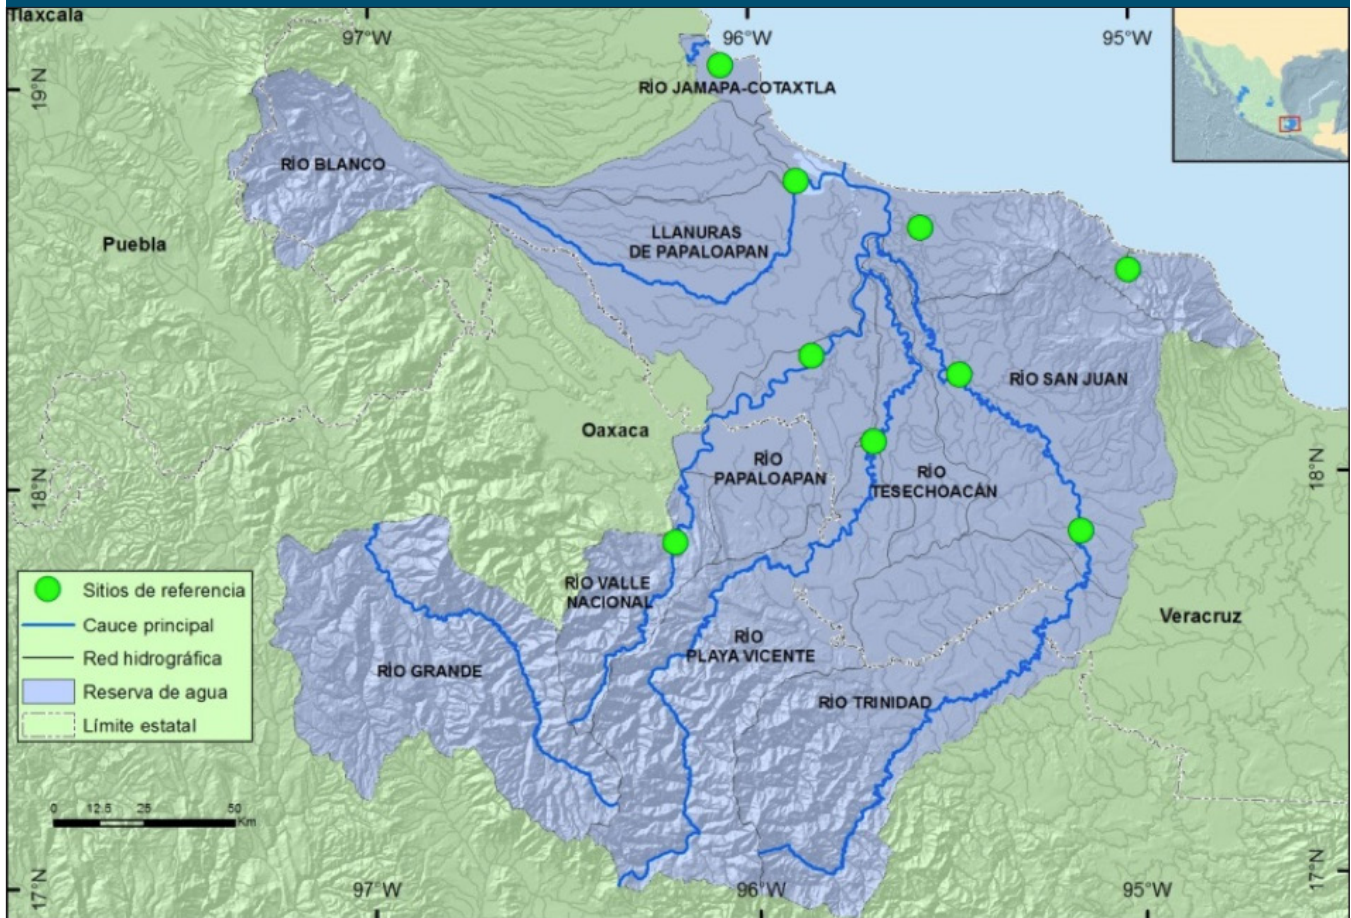 Tlaxcala
97°W
96°W
95°W
19°N
RÍO JAMAPA-COTAXTLA
RÍO BLANCO
LLANURAS
DE PAPALOAPAN
Puebla
RÍO SAN JUAN
Oaxaca
RÍO
PAPALOAPAN
RÍO
TESECHOACÁN
18°N
18°N
RÍO VALLE
NACIONAL
Veracruz
RÍO
PLAYA VICENTE
RÍO GRANDE
RÍO TRINIDAD
Sitios de referencia
Cauce principal
Red hidrográfica
Reserva de agua
Límite estatal
0 12.5 25 50
Km
17°N
97°W
96°W
95°W
17°N